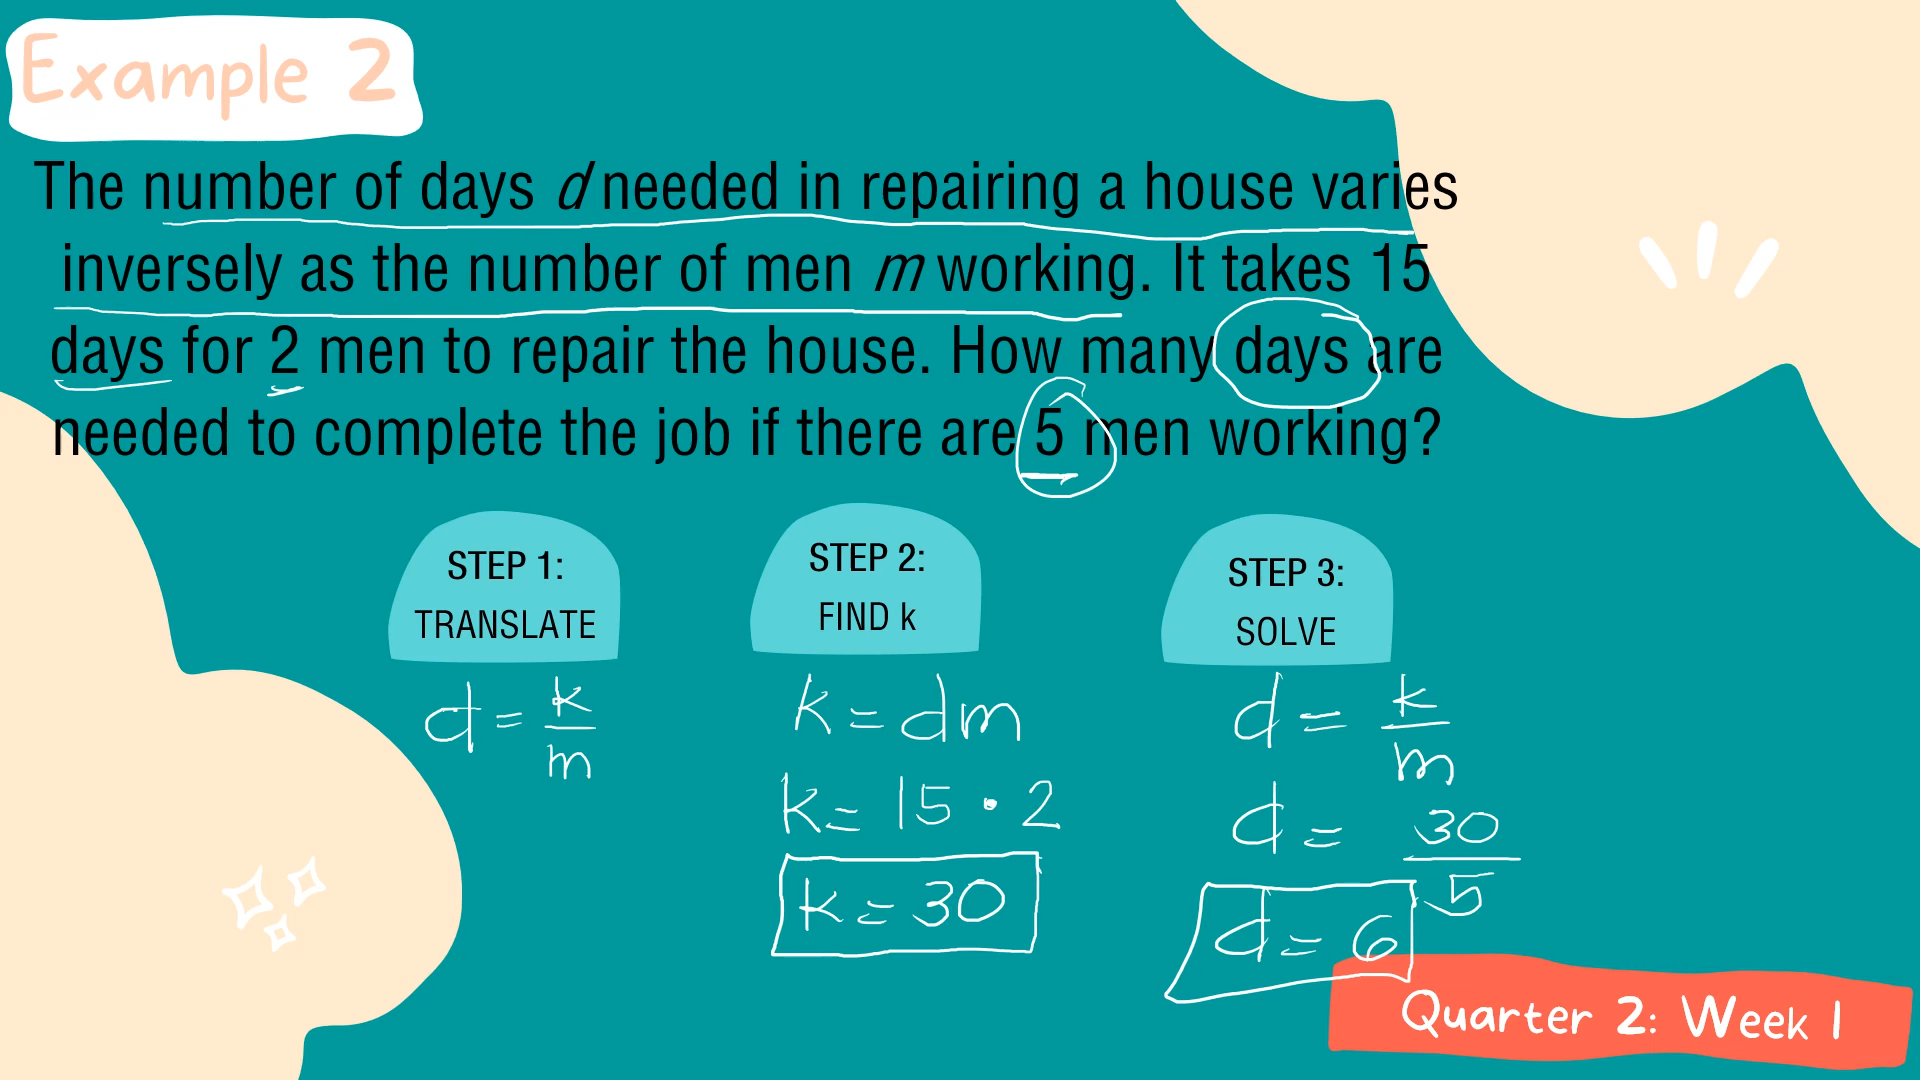 Example 2
The number of days d needed in repairing a house varies
inversely as the number of men m working. It takes 15
days for 2 men to repair the house. How many days are
needed to complete the job if there are 5 men working?
STEP 1:
TRANSLATE
d = k/m
STEP 2:
FIND k
k = dm
k = 15 · 2
k = 30
STEP 3:
SOLVE
d = k/m
d = 30/5
d = 6
Quarter 2: Week 1